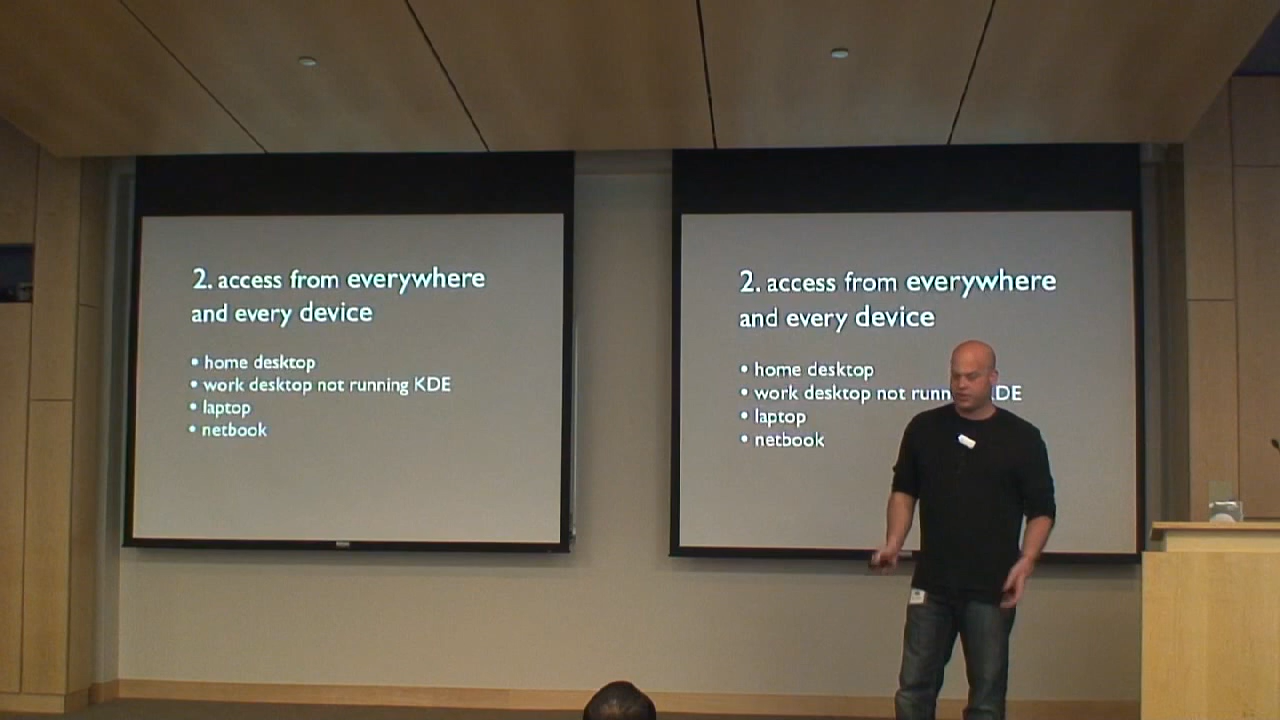 2. access from everywhere
and every device
• home desktop
• work desktop not running KDE
• laptop
• netbook
2. access from everywhere
and every device
• home desktop
• work desktop not runn DE
• laptop
• netbook